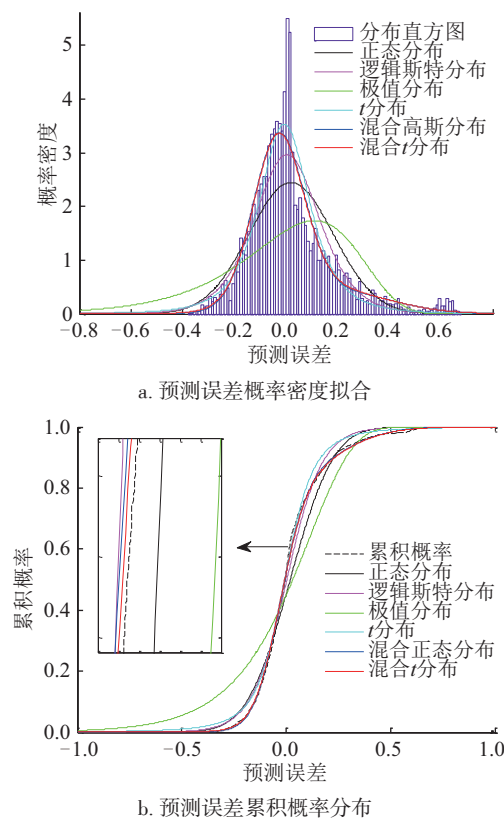 5
4
3
2
1
0
概率密度
分布直方图
正态分布
逻辑斯特分布
极值分布
t分布
混合高斯分布
混合t分布
−0.8 −0.6 −0.4 −0.2 0.0 0.2 0.4 0.6
预测误差
a. 预测误差概率密度拟合
1.0
0.8
0.6
0.4
0.2
0.0
累积概率
累积概率
正态分布
逻辑斯特分布
极值分布
t分布
混合正态分布
混合t分布
−1.0 −0.5 0.0 0.5 1.0
预测误差
b. 预测误差累积概率分布